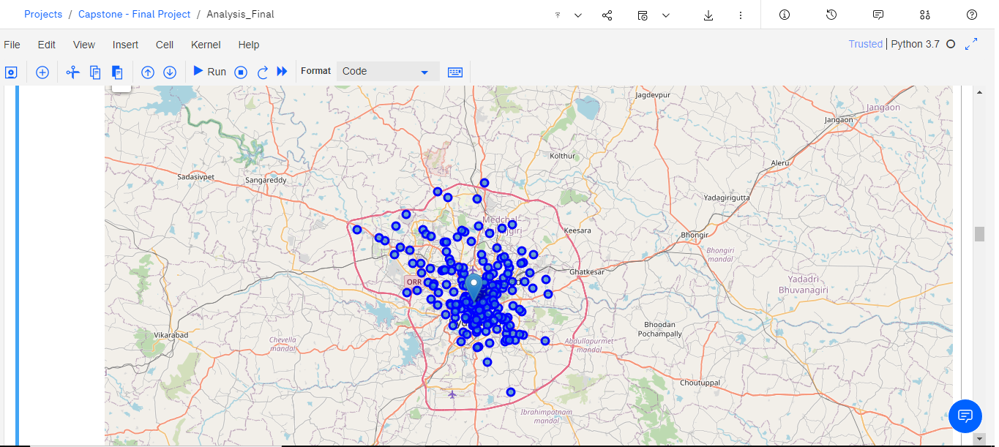 Projects / Capstone - Final Project / Analysis_Final
File Edit View Insert Cell Kernel Help
Trusted | Python 3.7
Run
Format Code
Jagdevpur
Jangaon
Jangaon
Kolthur
Aleru
Sadasivpet
Sangareddy
Yadagirigutta
Medchal
Keesara
Bhongir
Bhongiri
mandal
Ghatkesar
ORR
Yadadri
Bhuvanagiri
Bhoodan
Pochampally
Vikarabad
Chevella
mandal
Abdullapurmet
mandal
Choutuppal
Ibrahimpatnam
mandal